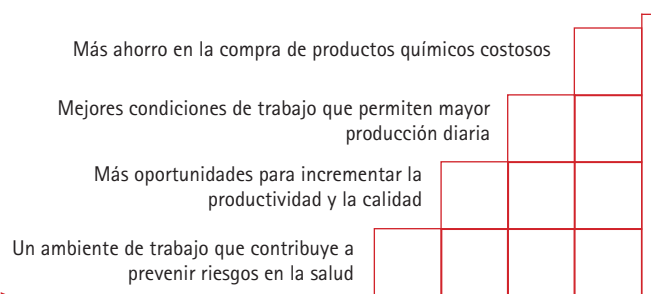 Más ahorro en la compra de productos químicos costosos
Mejores condiciones de trabajo que permiten mayor
producción diaria
Más oportunidades para incrementar la
productividad y la calidad
Un ambiente de trabajo que contribuye a
prevenir riesgos en la salud